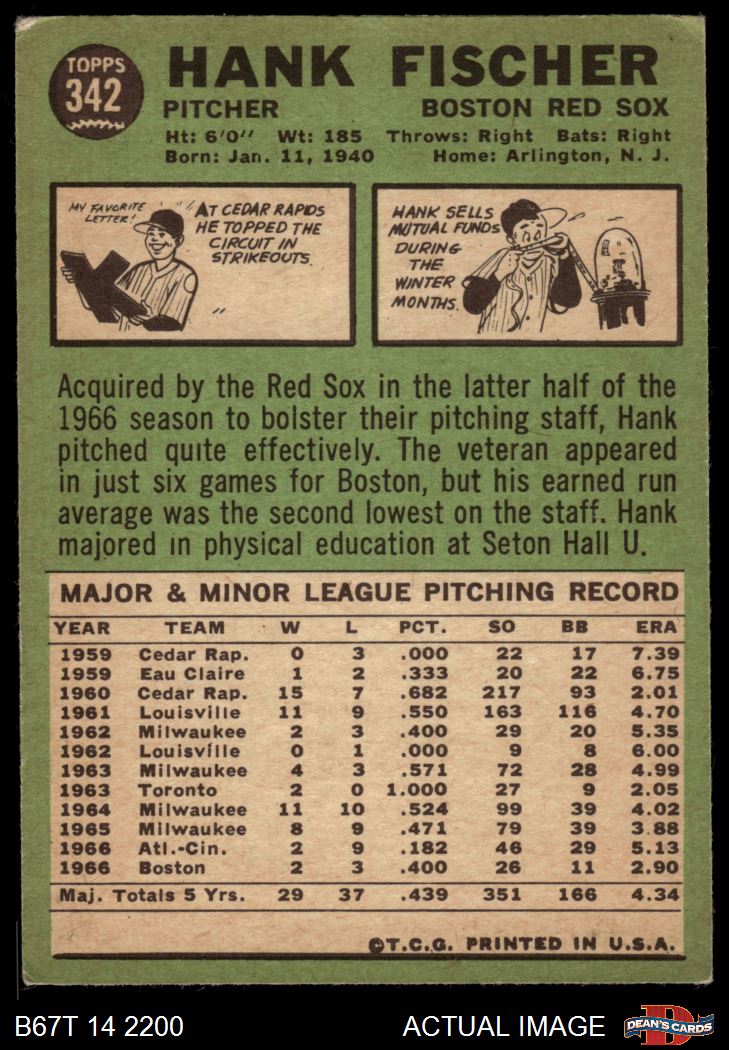 TOPPS
342
HANK FISCHER
PITCHER BOSTON RED SOX
Ht: 6'0" Wt: 185 Throws: Right Bats: Right
Born: Jan. 11, 1940 Home: Arlington, N. J.
MY FAVORITE
LETTER!
AT CEDAR RAPIDS
HE TOPPED THE
CIRCUIT IN
STRIKEOUTS.
HANK SELLS
MUTUAL FUNDS
DURING
THE
WINTER
MONTHS.
Acquired by the Red Sox in the latter half of the
1966 season to bolster their pitching staff, Hank
pitched quite effectively. The veteran appeared
in just six games for Boston, but his earned run
average was the second lowest on the staff. Hank
majored in physical education at Seton Hall U.
MAJOR & MINOR LEAGUE PITCHING RECORD
YEAR TEAM W L PCT. SO BB ERA
1959 Cedar Rap. 0 3 .000 22 17 7.39
1959 Eau Claire 1 2 .333 20 22 6.75
1960 Cedar Rap. 15 7 .682 217 93 2.01
1961 Louisville 11 9 .550 163 116 4.70
1962 Milwaukee 2 3 .400 29 20 5.35
1962 Louisville 0 1 .000 9 8 6.00
1963 Milwaukee 4 3 .571 72 28 4.99
1963 Toronto 2 0 1.000 27 9 2.05
1964 Milwaukee 11 10 .524 99 39 4.02
1965 Milwaukee 8 9 .471 79 39 3.88
1966 Atl.-Cin. 2 9 .182 46 29 5.13
1966 Boston 2 3 .400 26 11 2.90
Maj. Totals 5 Yrs. 29 37 .439 351 166 4.34
©T.C.G. PRINTED IN U.S.A.
B67T 14 2200 ACTUAL IMAGE
D
DEAN'S CARDS